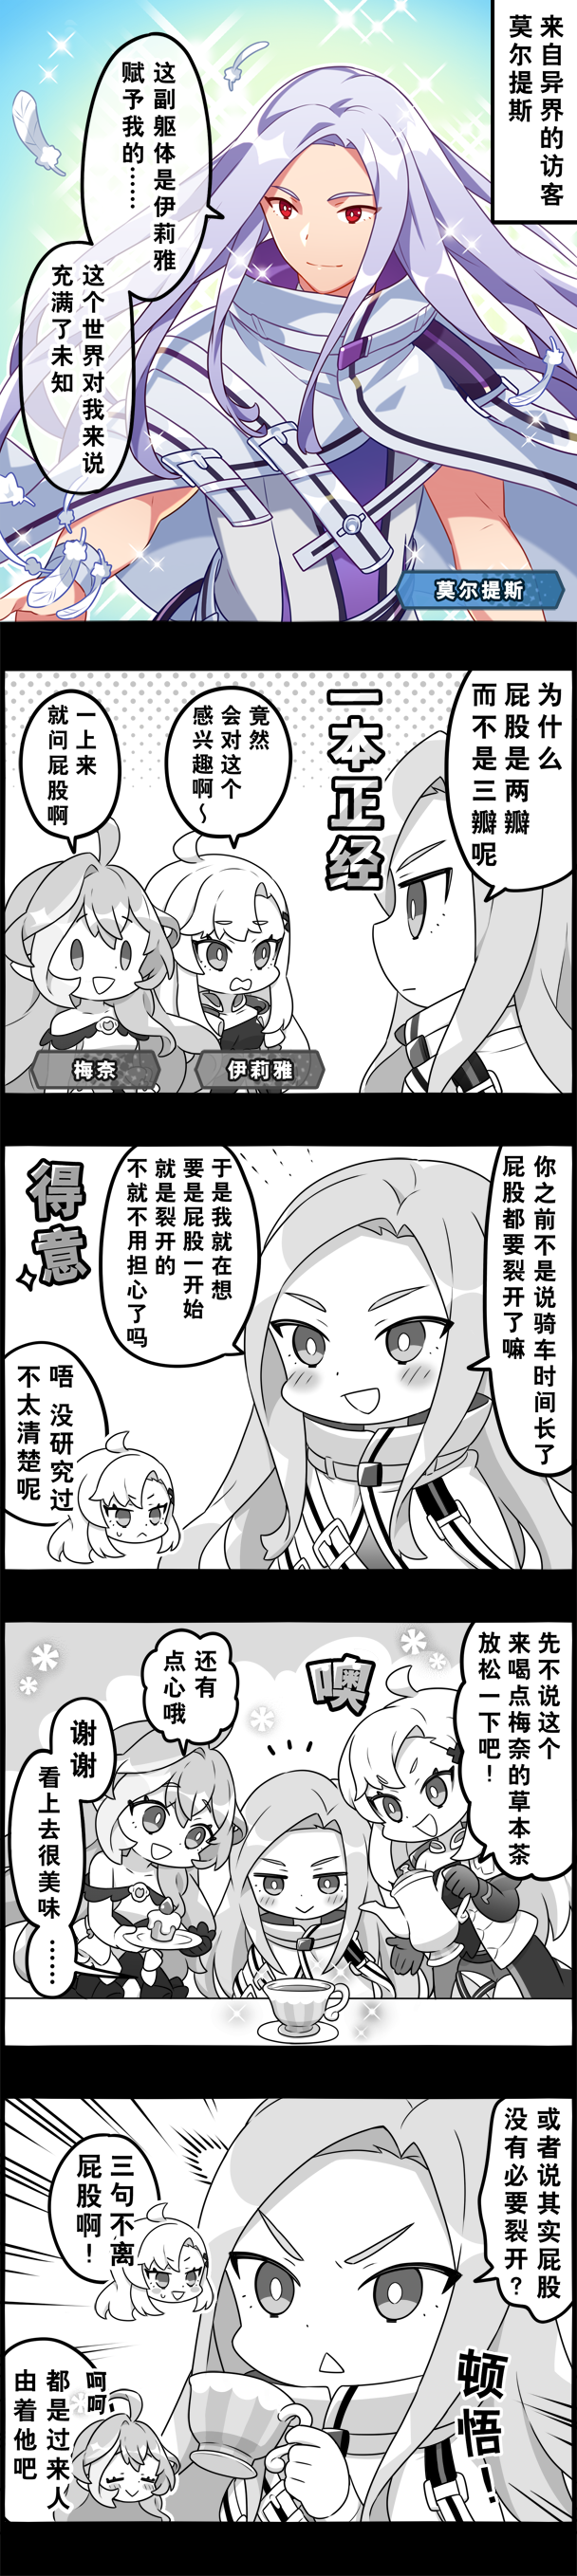 来自异界的访客
莫尔提斯
这副躯体是伊莉雅
赋予我的……
这个世界对我来说
充满了未知
莫尔提斯
为什么
屁股是两瓣
而不是三瓣呢
一本正经
竟然
会对这个
感兴趣啊～
一上来
就问屁股啊
伊莉雅
梅奈
你之前不是说骑车时间长了
屁股都要裂开了嘛
于是我就在想
要是屁股一开始
就是裂开的
不就不用担心了吗
得意
唔 没研究过
不太清楚呢
先不说这个
来喝点梅奈的草本茶
放松一下吧！
噢
还有
点心哦
谢谢
看上去很美味……
或者说其实屁股
没有必要裂开？
三句不离
屁股啊！
顿悟！
呵呵
都是过来人
由着他吧